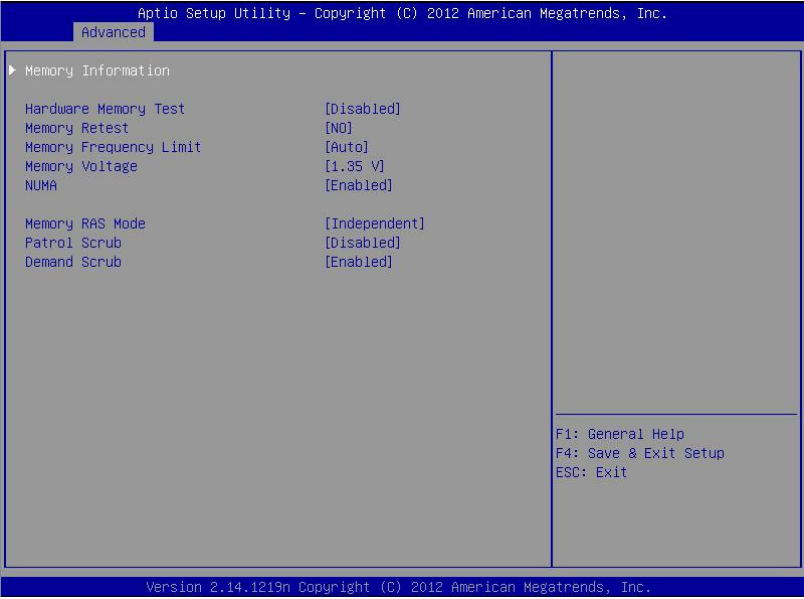 Aptio Setup Utility – Copyright (C) 2012 American Megatrends, Inc.
Advanced
Memory Information
Hardware Memory Test [Disabled]
Memory Retest [NO]
Memory Frequency Limit [Auto]
Memory Voltage [1.35 V]
NUMA [Enabled]
Memory RAS Mode [Independent]
Patrol Scrub [Disabled]
Demand Scrub [Enabled]
F1: General Help
F4: Save & Exit Setup
ESC: Exit
Version 2.14.1219n Copyright (C) 2012 American Megatrends, Inc.